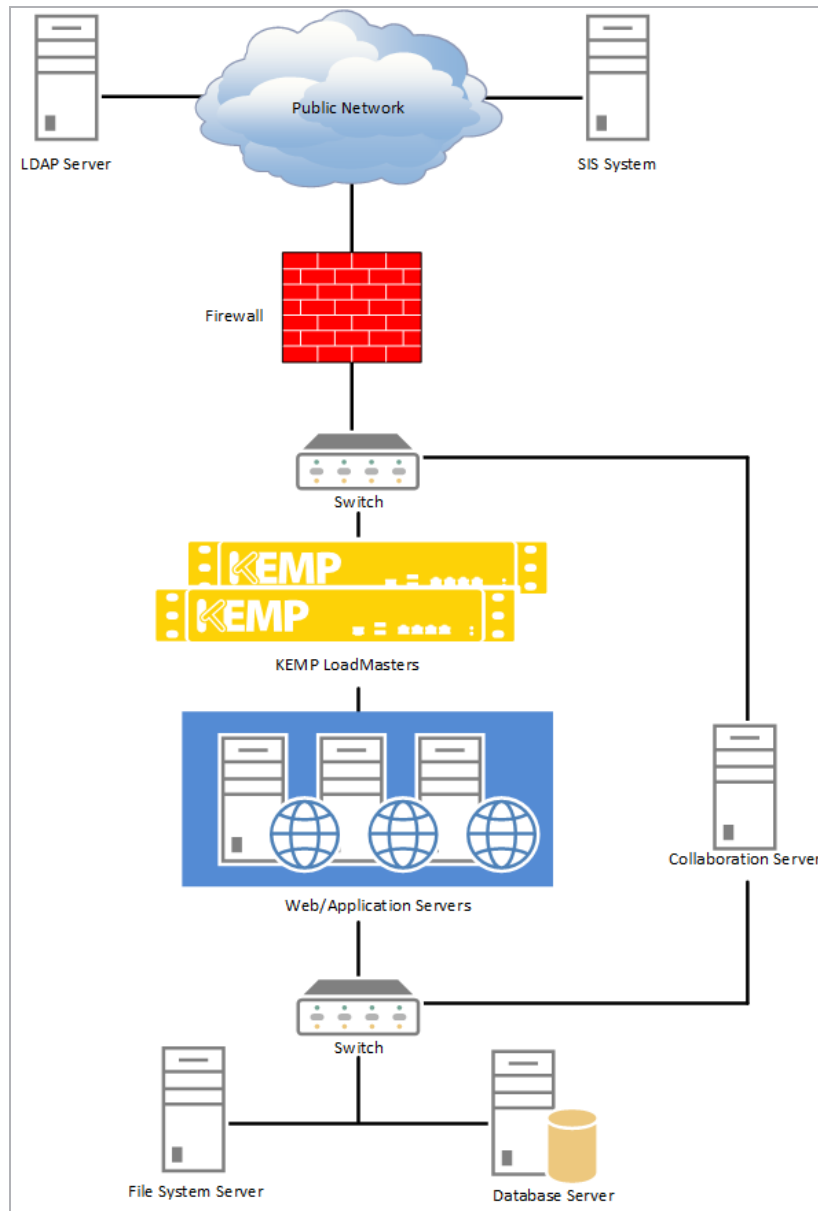 Public Network
LDAP Server
SIS System
Firewall
Switch
KEMP
KEMP
KEMP LoadMasters
Collaboration Server
Web/Application Servers
Switch
File System Server
Database Server